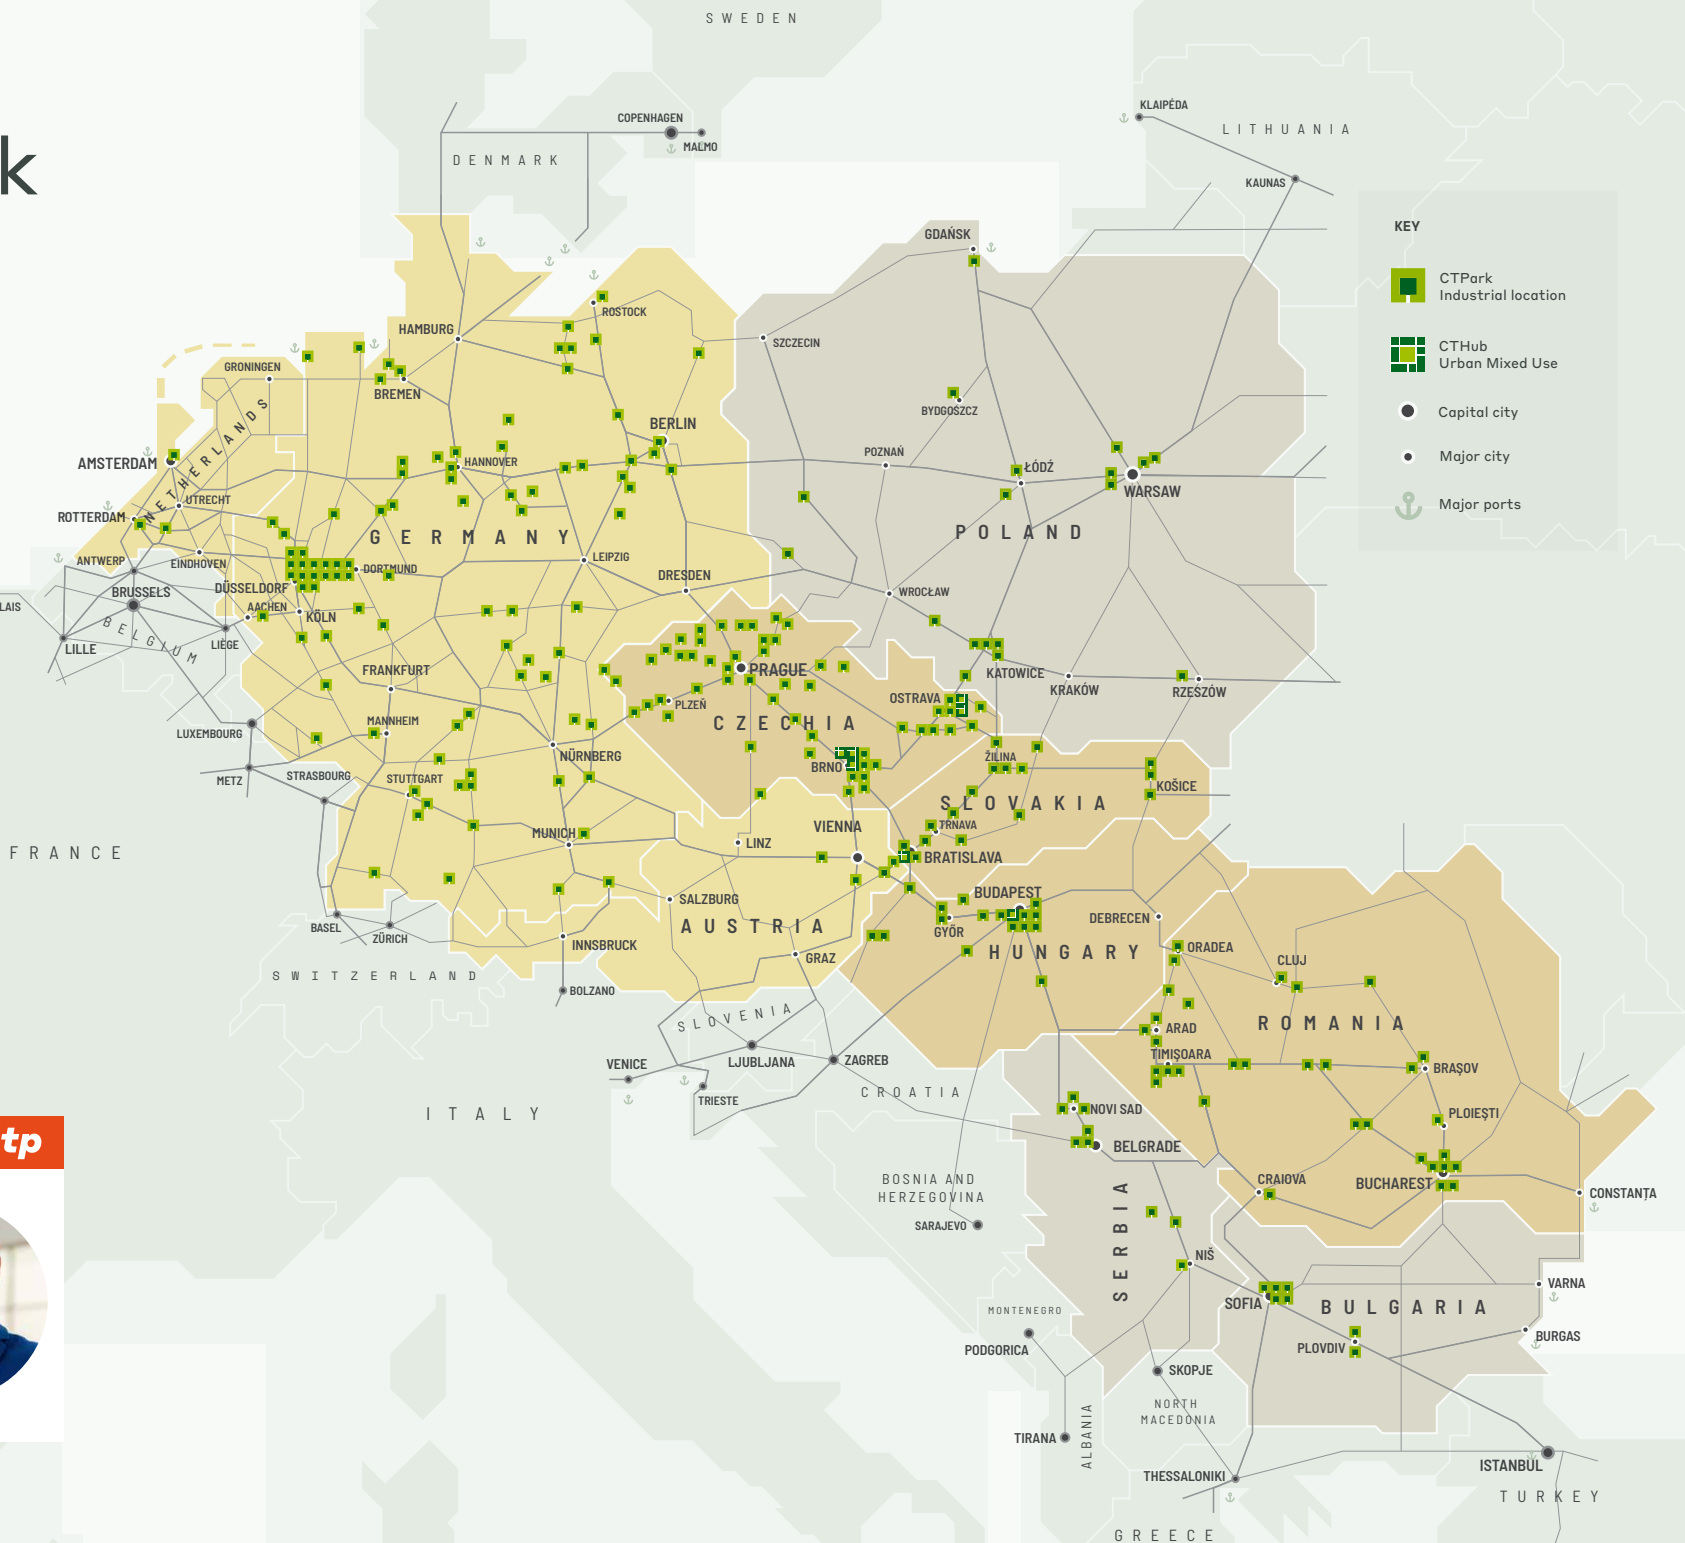 k
SWEDEN
COPENHAGEN
MALMO
DENMARK
KLAIPĖDA
LITHUANIA
KAUNAS
KEY
CTPark
Industrial location
CTHub
Urban Mixed Use
Capital city
Major city
Major ports
GDAŃSK
ROSTOCK
HAMBURG
SZCZECIN
GRONINGEN
BREMEN
BYDGOSZCZ
BERLIN
NETHERLANDS
AMSTERDAM
HANNOVER
POZNAŃ
ŁÓDŹ
WARSAW
UTRECHT
ROTTERDAM
GERMANY
POLAND
ANTWERP
EINDHOVEN
LEIPZIG
DORTMUND
DRESDEN
BRUSSELS
DÜSSELDORF
WROCŁAW
LAIS
AACHEN
KÖLN
BELGIUM
LILLE
LIÈGE
FRANKFURT
PRAGUE
KATOWICE
KRAKÓW
RZESZÓW
OSTRAVA
PLZEŇ
CZECHIA
LUXEMBOURG
MANNHEIM
NÜRNBERG
ŽILINA
BRNO
METZ
STRASBOURG
STUTTGART
KOŠICE
SLOVAKIA
VIENNA
TRNAVA
MUNICH
LINZ
FRANCE
BRATISLAVA
SALZBURG
BUDAPEST
AUSTRIA
GYÖR
DEBRECEN
BASEL
ZÜRICH
INNSBRUCK
GRAZ
HUNGARY
ORADEA
CLUJ
SWITZERLAND
BOLZANO
SLOVENIA
ROMANIA
ARAD
TIMIȘOARA
VENICE
LJUBLJANA
ZAGREB
BRAȘOV
TRIESTE
CROATIA
ITALY
NOVI SAD
PLOIEȘTI
tp
BELGRADE
BOSNIA AND
HERZEGOVINA
CRAIOVA
BUCHAREST
CONSTANȚA
SARAJEVO
SERBIA
NIŠ
VARNA
SOFIA
BULGARIA
MONTENEGRO
PODGORICA
PLOVDIV
BURGAS
SKOPJE
NORTH
MACEDONIA
TIRANA
ALBANIA
THESSALONIKI
ISTANBUL
TURKEY
GREECE